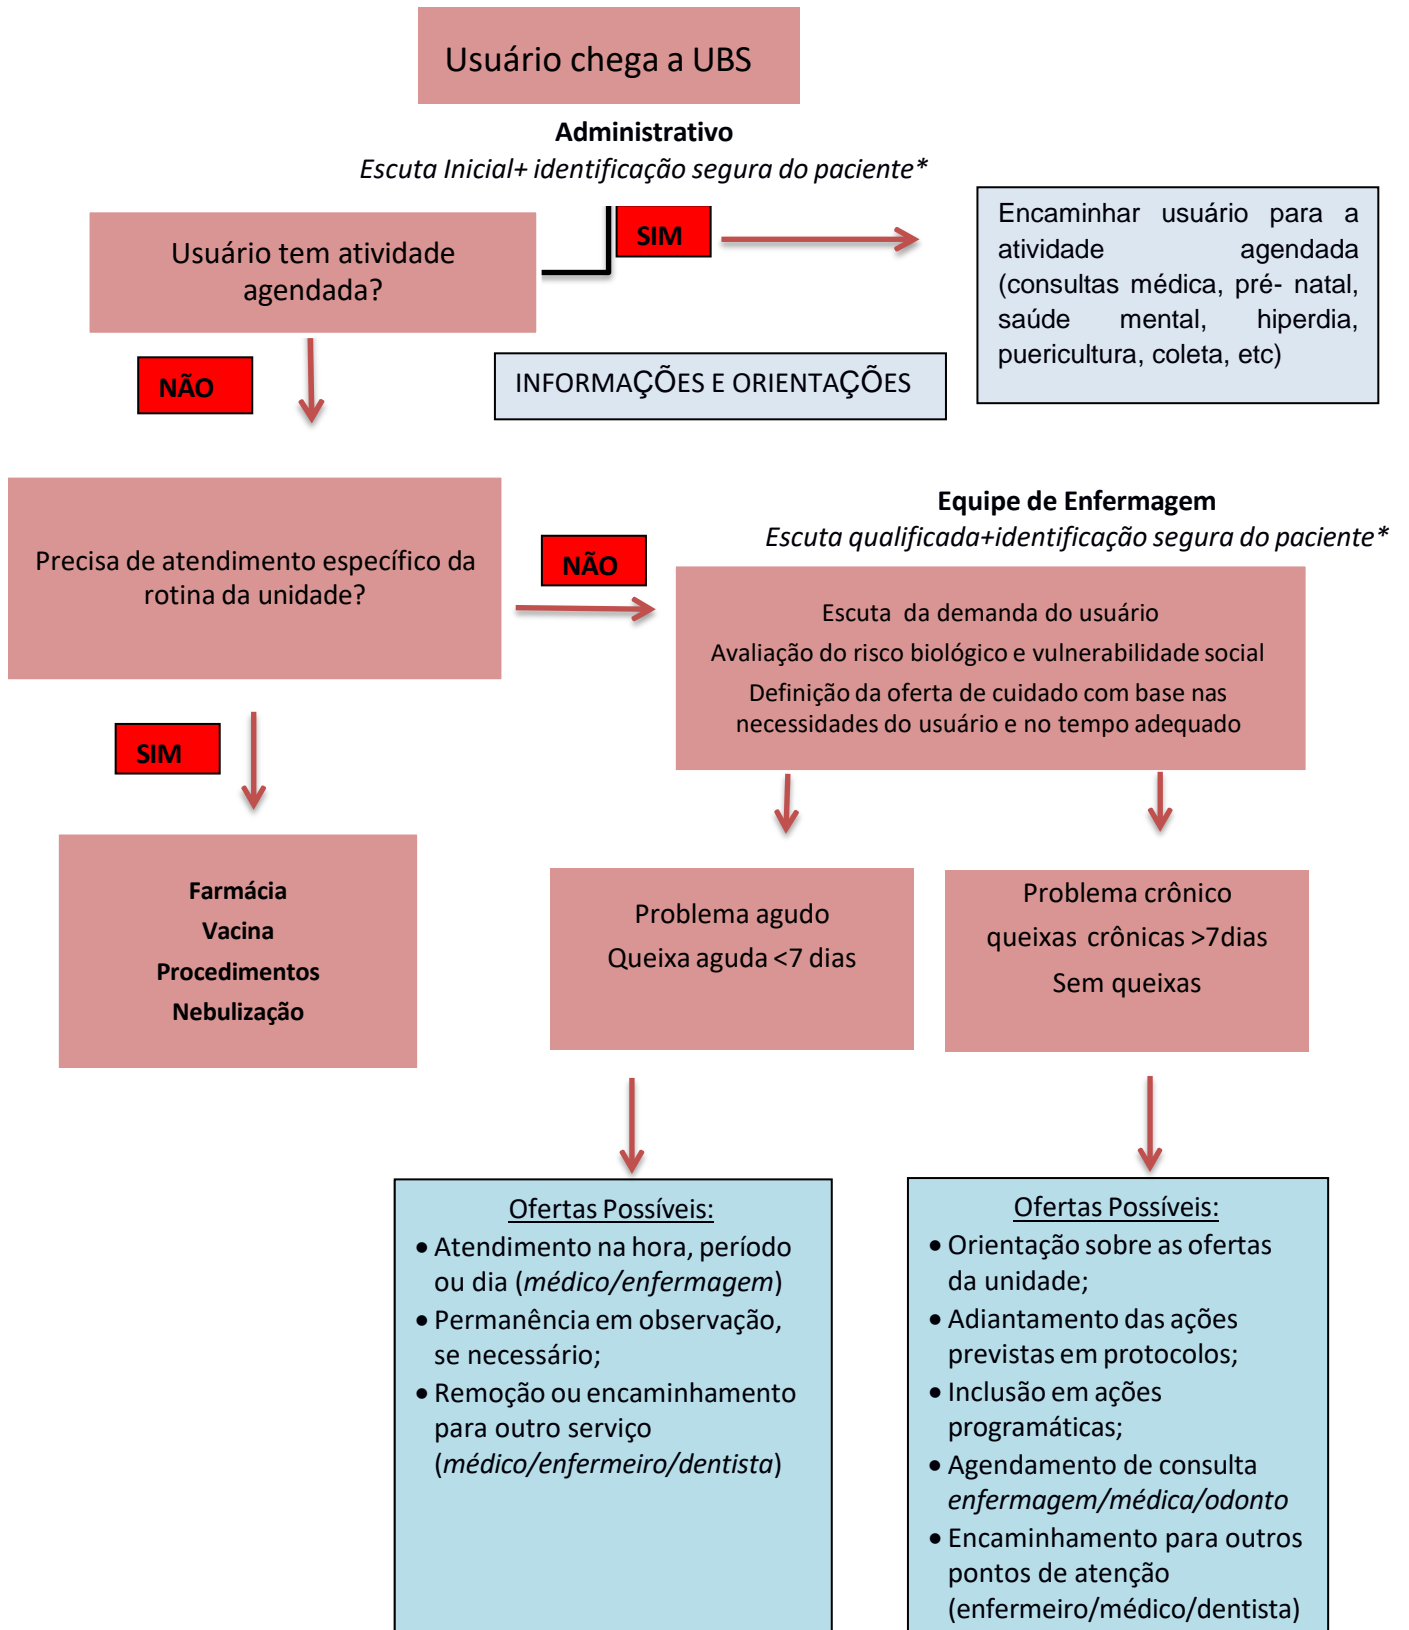 Usuário chega a UBS
Administrativo
Escuta Inicial+ identificação segura do paciente*
Usuário tem atividade
agendada?
SIM
Encaminhar usuário para a
atividade agendada
(consultas médica, pré- natal,
saúde mental, hiperdia,
puericultura, coleta, etc)
NÃO
INFORMAÇÕES E ORIENTAÇÕES
Precisa de atendimento específico da
rotina da unidade?
NÃO
Equipe de Enfermagem
Escuta qualificada+identificação segura do paciente*
Escuta da demanda do usuário
Avaliação do risco biológico e vulnerabilidade social
Definição da oferta de cuidado com base nas
necessidades do usuário e no tempo adequado
SIM
Farmácia
Vacina
Procedimentos
Nebulização
Problema agudo
Queixa aguda <7 dias
Problema crônico
queixas crônicas >7dias
Sem queixas
Ofertas Possíveis:
• Atendimento na hora, período
ou dia (médico/enfermagem)
• Permanência em observação,
se necessário;
• Remoção ou encaminhamento
para outro serviço
(médico/enfermeiro/dentista)
Ofertas Possíveis:
• Orientação sobre as ofertas
da unidade;
• Adiantamento das ações
previstas em protocolos;
• Inclusão em ações
programáticas;
• Agendamento de consulta
enfermagem/médica/odonto
• Encaminhamento para outros
pontos de atenção
(enfermeiro/médico/dentista)